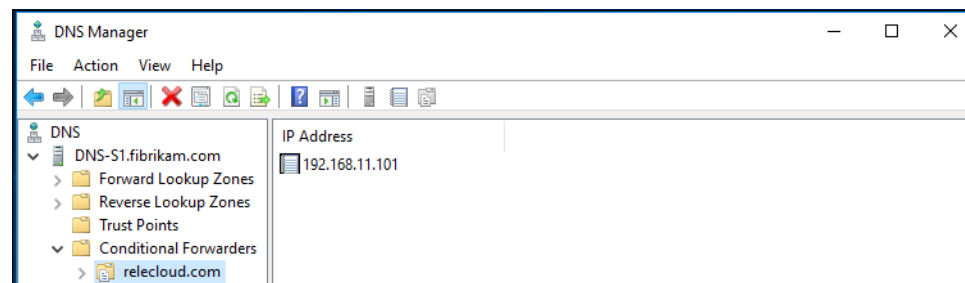 DNS Manager
File Action View Help
DNS
DNS-S1.fibrikam.com
Forward Lookup Zones
Reverse Lookup Zones
Trust Points
Conditional Forwarders
relecloud.com
IP Address
192.168.11.101